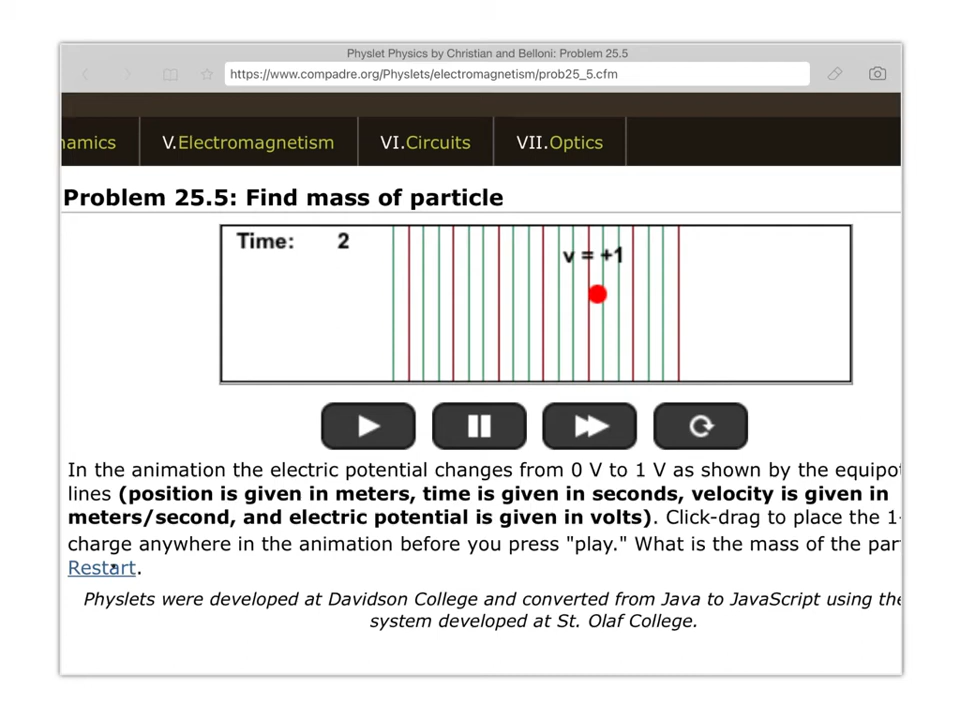 Physlet Physics by Christian and Belloni: Problem 25.5
https://www.compadre.org/Physlets/electromagnetism/prob25_5.cfm
namics V.Electromagnetism VI.Circuits VII.Optics
Problem 25.5: Find mass of particle
Time: 2
v = +1
In the animation the electric potential changes from 0 V to 1 V as shown by the equipot
lines (position is given in meters, time is given in seconds, velocity is given in
meters/second, and electric potential is given in volts). Click-drag to place the 1-
charge anywhere in the animation before you press "play." What is the mass of the par
Restart.
Physlets were developed at Davidson College and converted from Java to JavaScript using the
system developed at St. Olaf College.